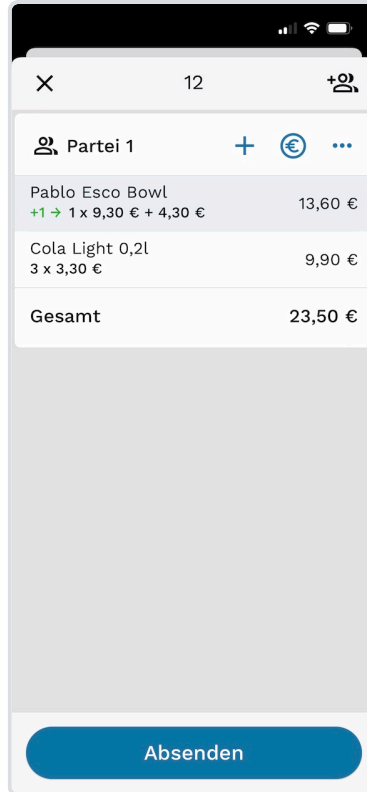 12
Partei 1
Pablo Esco Bowl
+1 → 1 x 9,30 € + 4,30 €
13,60 €
Cola Light 0,2l
3 x 3,30 €
9,90 €
Gesamt
23,50 €
Absenden